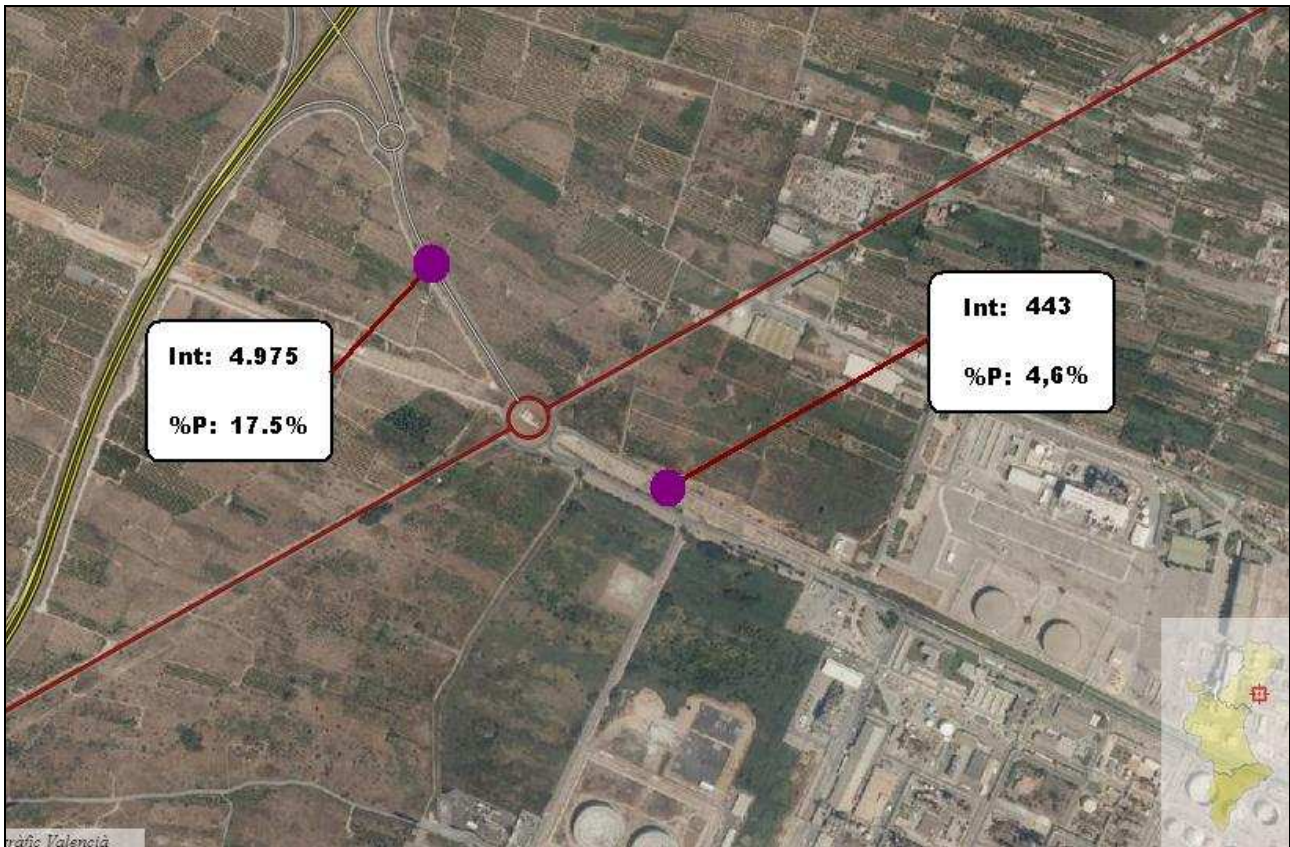 Int: 4.975
%P: 17.5%
Int: 443
%P: 4,6%
ràfic Valencià